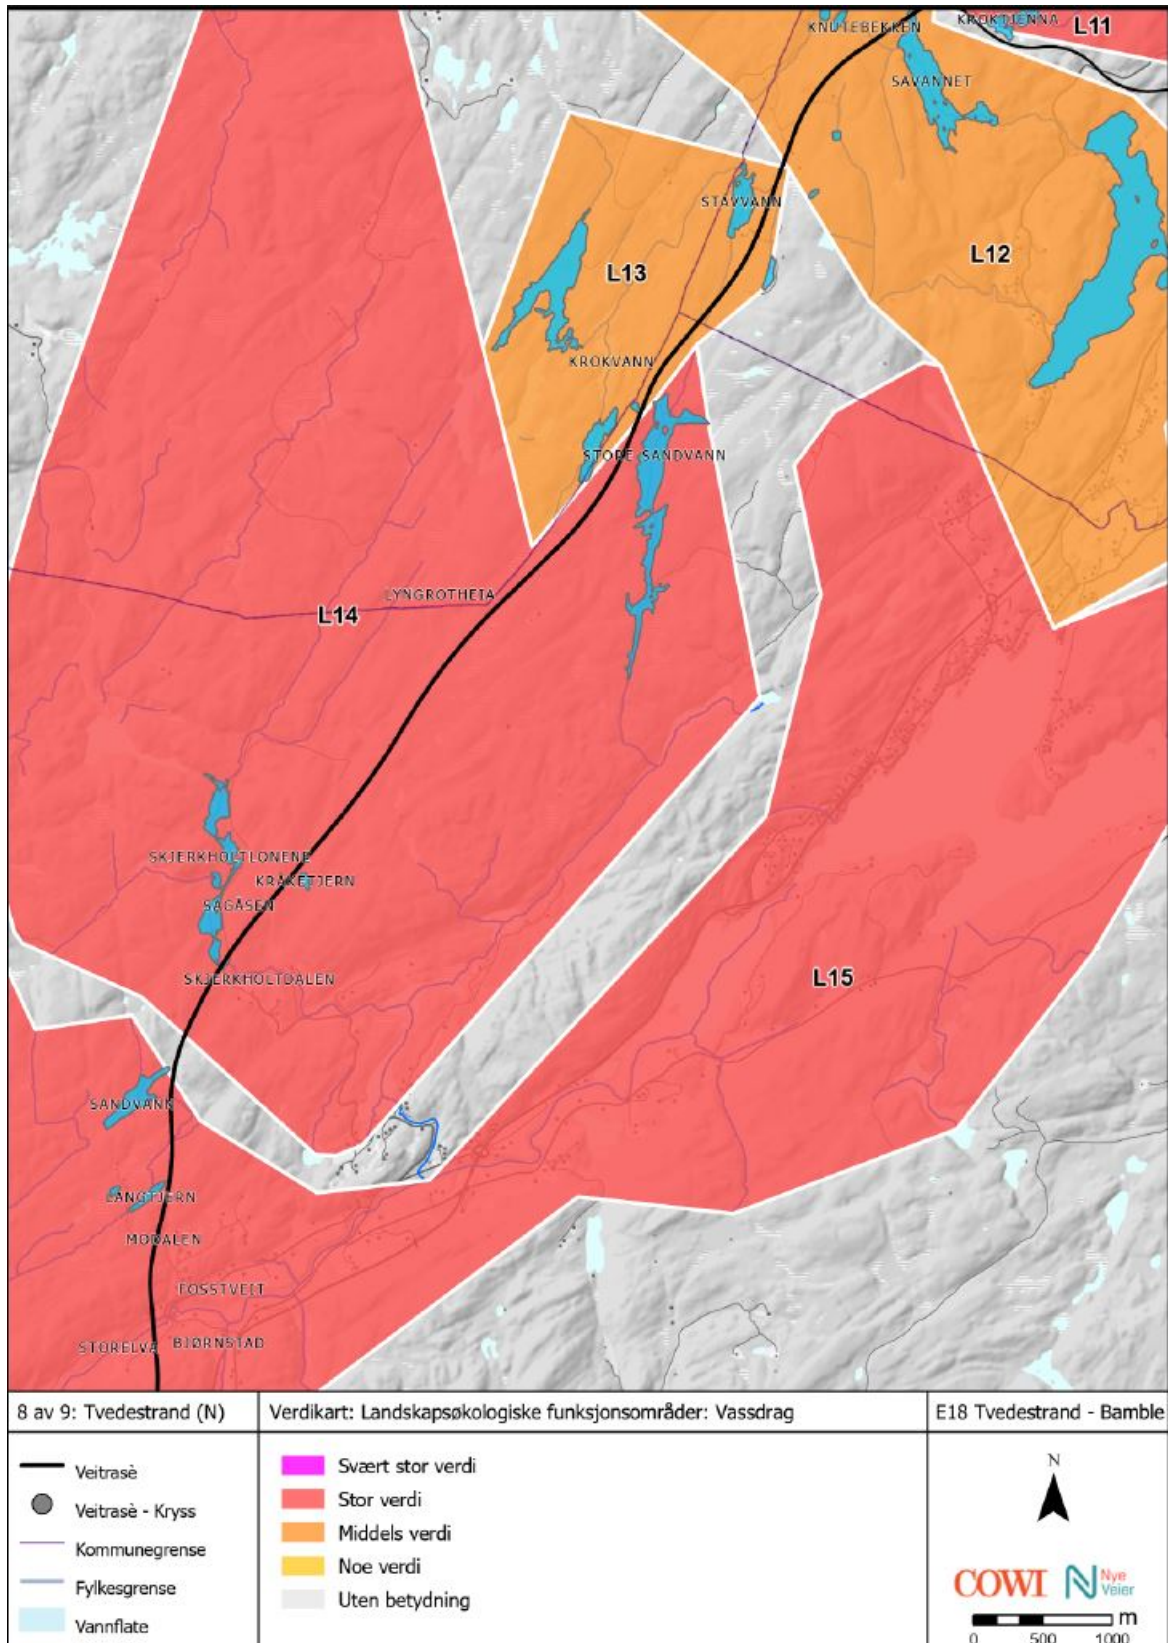 KNUTEBEKKEN
KROKTJENNA
L11
SAVANNET
STAVVANN
L13
L12
KROKVANN
STORE SANDVANN
LYNGROTHEIA
L14
SKJERKHOLTLONENE
KRÅKETJERN
SAGÅSEN
SKJERKHOLTDALEN
L15
SANDVANN
LANGTJERN
MODALEN
FOSSTVEIT
STORELVA
BJØRNSTAD
8 av 9: Tvedestrand (N)
Verdikart: Landskapsøkologiske funksjonsområder: Vassdrag
E18 Tvedestrand - Bamble
Veitrasè
Veitrasè - Kryss
Kommunegrense
Fylkesgrense
Vannflate
Svært stor verdi
Stor verdi
Middels verdi
Noe verdi
Uten betydning
N
COWI
Nye
Veier
m
0 500 1000